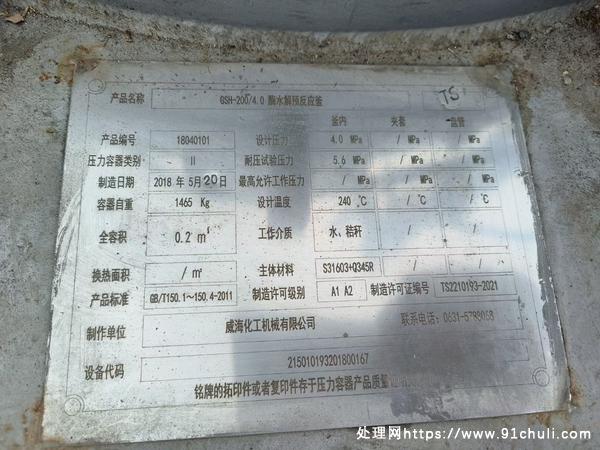 产品名称 GSH-200/4.0 酶水解预反应釜 TS
釜内 夹套 盘管
产品编号 18040101 设计压力 4.0 MPa / MPa / MPa
压力容器类别 II 耐压试验压力 5.6 MPa / MPa / MPa
制造日期 2018 年 5月20日 最高允许工作压力 / MPa / MPa / MPa
容器自重 1465 Kg 设计温度 240 ℃ / ℃ / ℃
全容积 0.2 m³ 工作介质 水、秸秆 / /
换热面积 / m² 主体材料 S31603+Q345R / /
产品标准 GB/T150.1~150.4-2011 制造许可级别 A1 A2 制造许可证编号 TS2210193-2021
制作单位 威海化工机械有限公司 联系电话: 0631-5788068
设备代码 215010193201800167
铭牌的拓印件或者复印件存于压力容器产品质量
处理网https://www.91chuli.com/